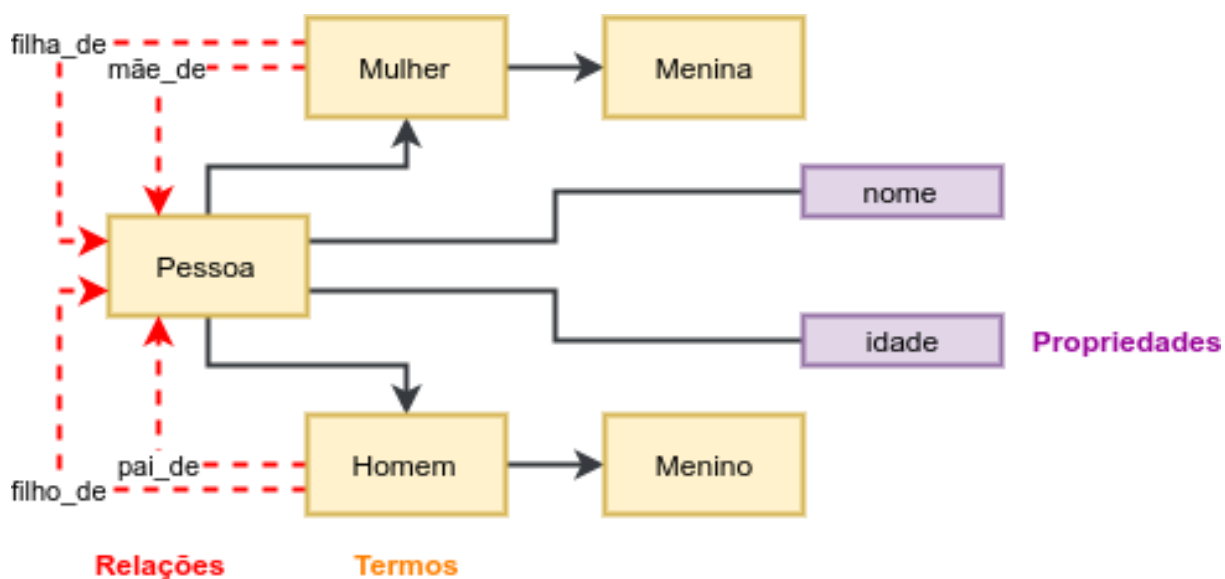 filha_de
mãe_de
Mulher
Menina
nome
Pessoa
idade
Propriedades
pai_de
Homem
Menino
filho_de
Relações
Termos